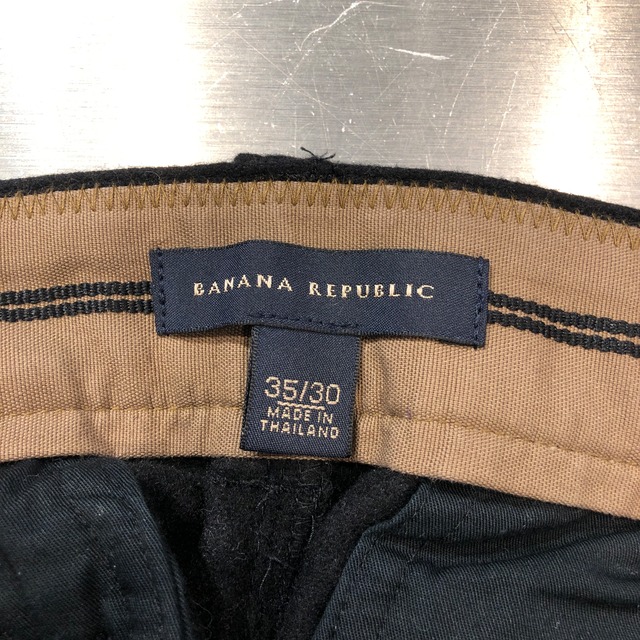 BANANA REPUBLIC
35/30
MADE IN
THAILAND